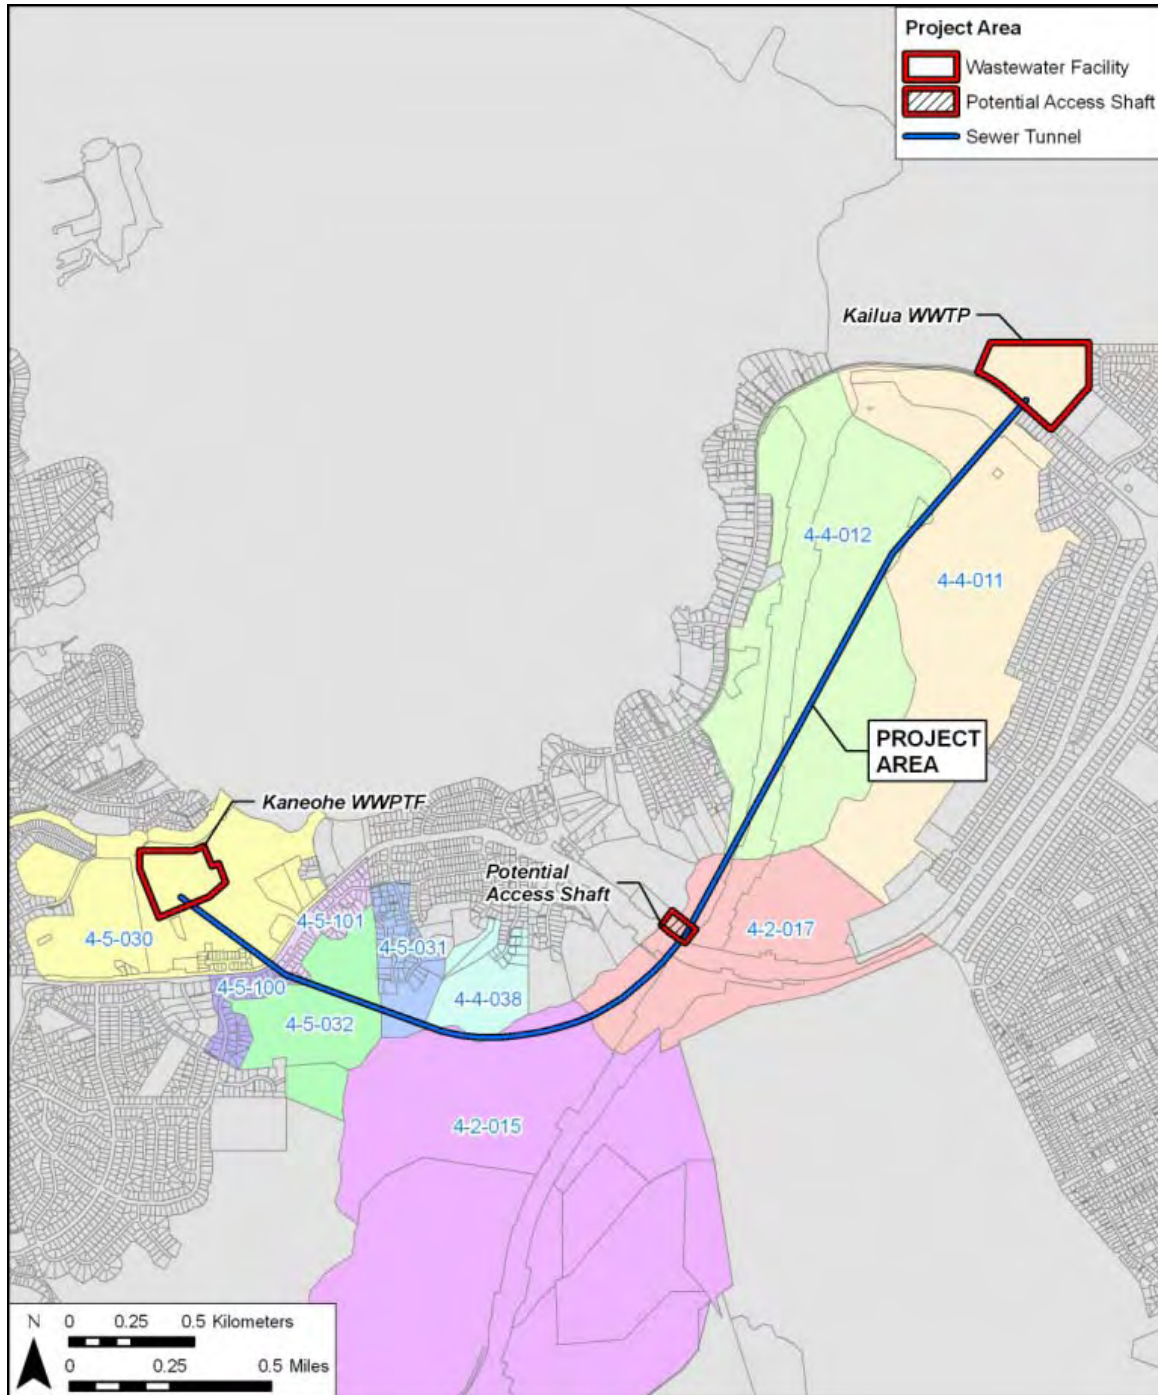 Project Area
Wastewater Facility
Potential Access Shaft
Sewer Tunnel
Kailua WWTP
4-4-012
4-4-011
PROJECT
AREA
Kaneohe WWPTF
Potential
Access Shaft
4-5-101
4-5-030
4-5-031
4-2-017
4-5-100
4-4-038
4-5-032
4-2-015
N
0 0.25 0.5 Kilometers
0 0.25 0.5 Miles